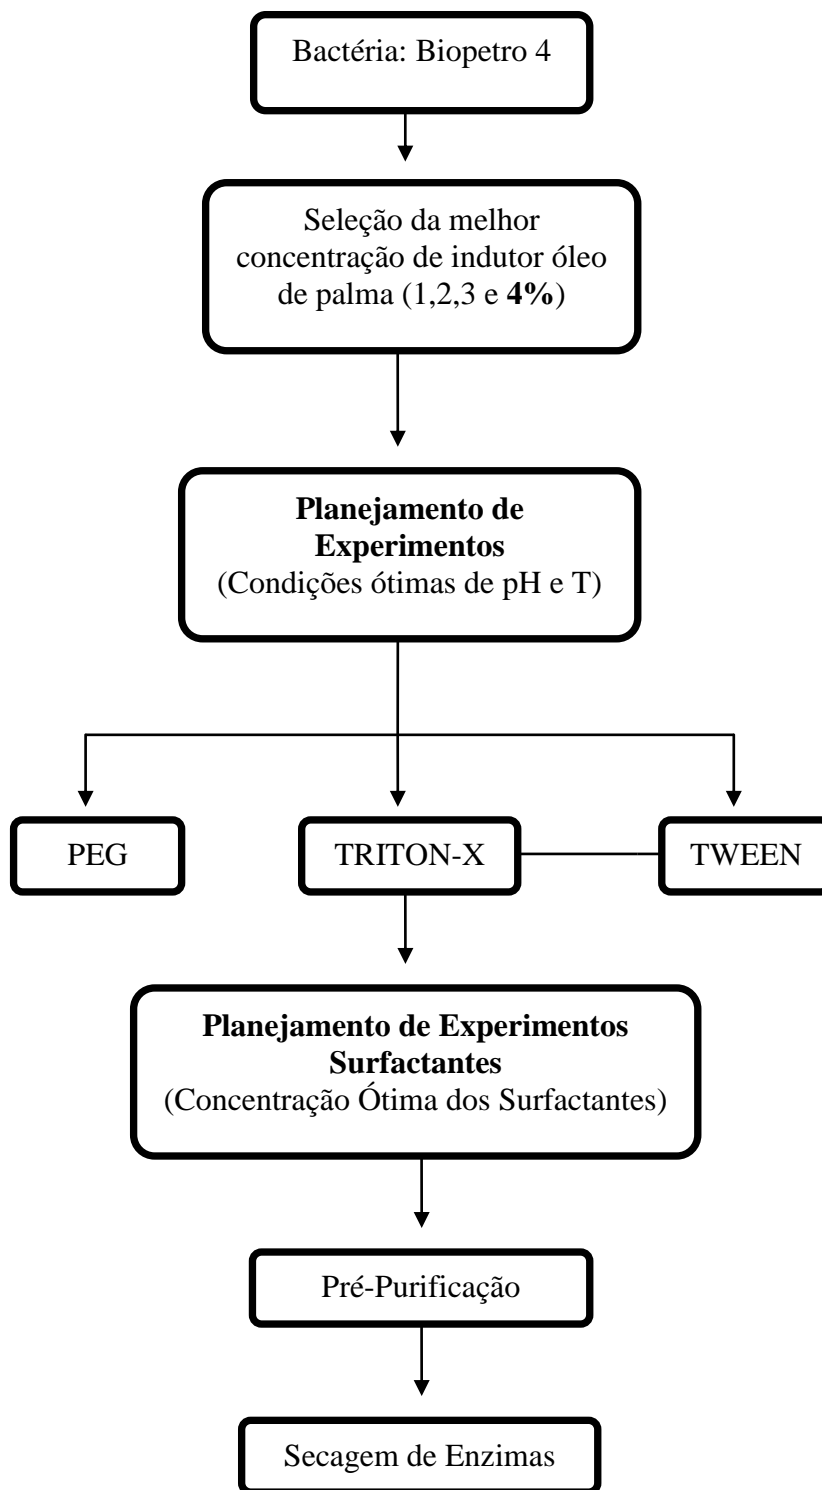 Bactéria: Biopetro 4
Seleção da melhor
concentração de indutor óleo
de palma (1,2,3 e 4%)
Planejamento de
Experimentos
(Condições ótimas de pH e T)
PEG
TRITON-X
TWEEN
Planejamento de Experimentos
Surfactantes
(Concentração Ótima dos Surfactantes)
Pré-Purificação
Secagem de Enzimas